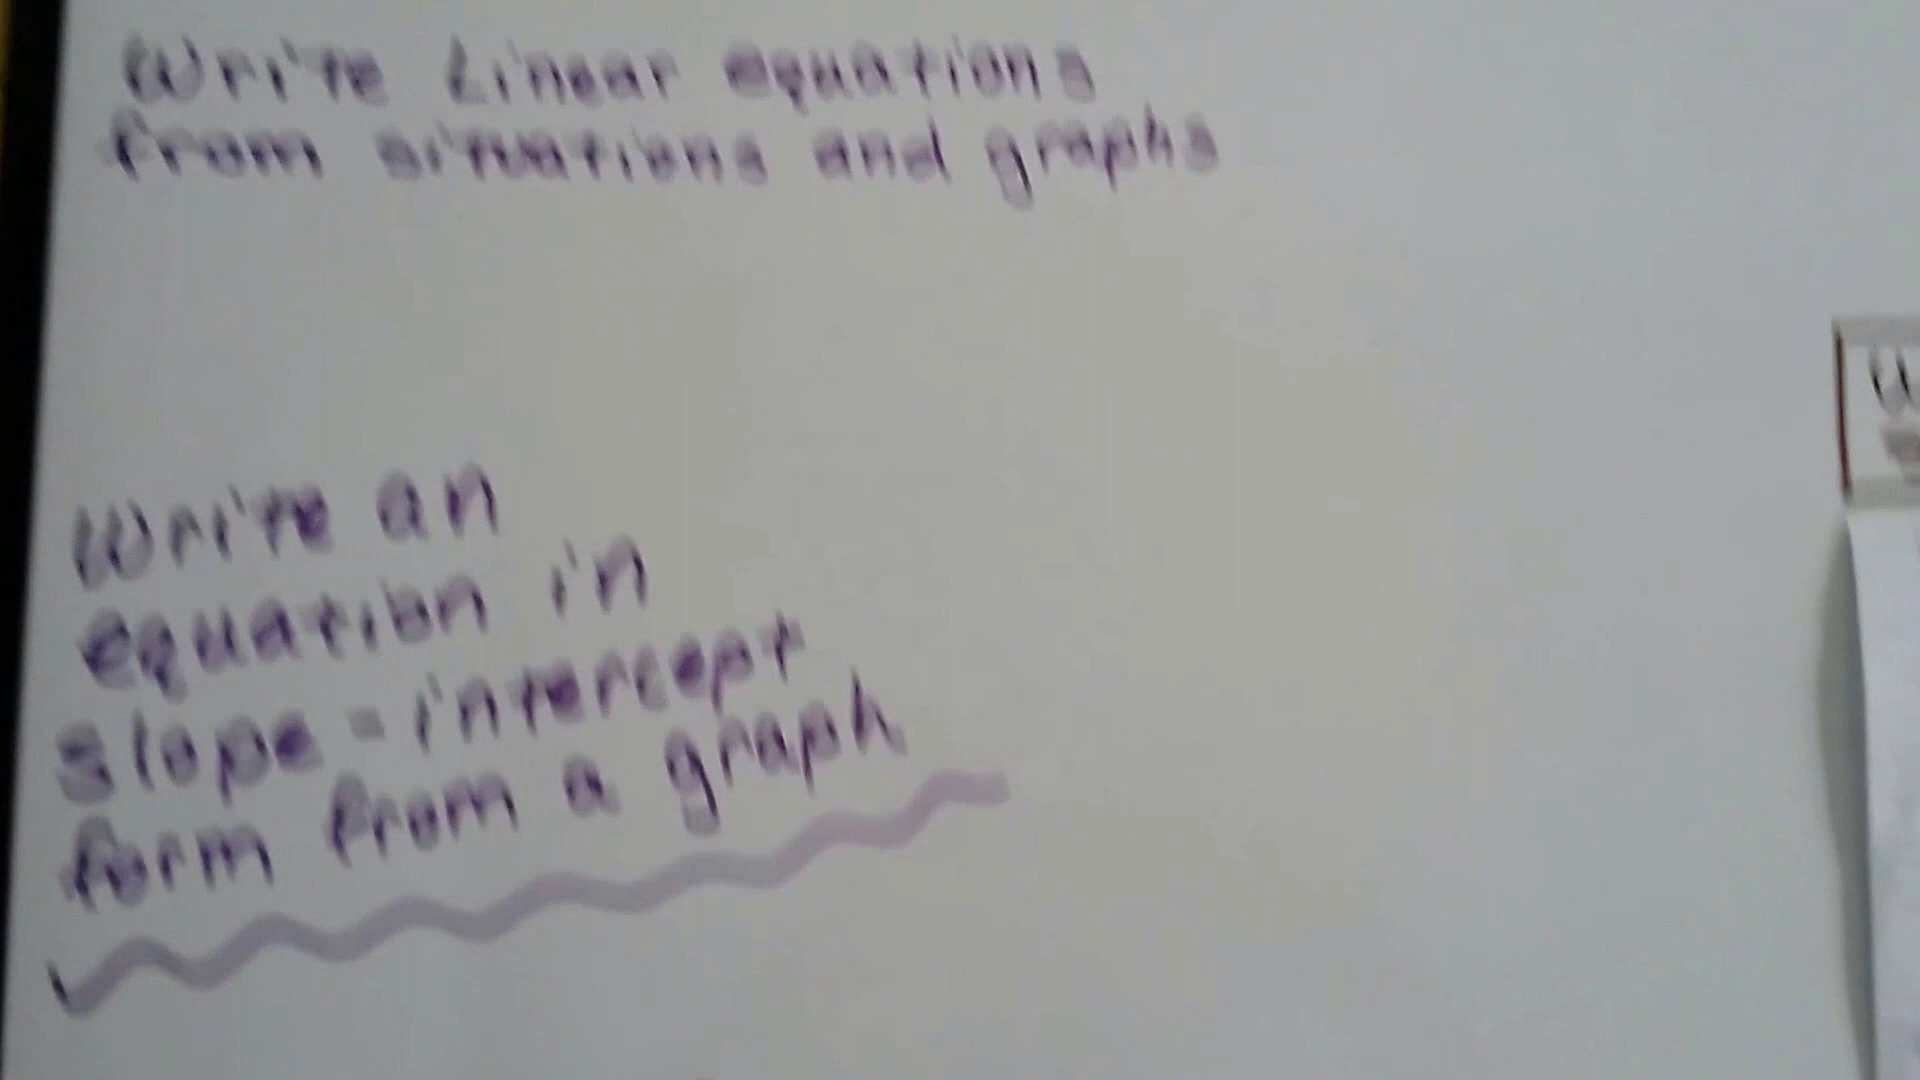 Write Linear equations
from situations and graphs
Write an
equation in
slope-intercept
form from a graph